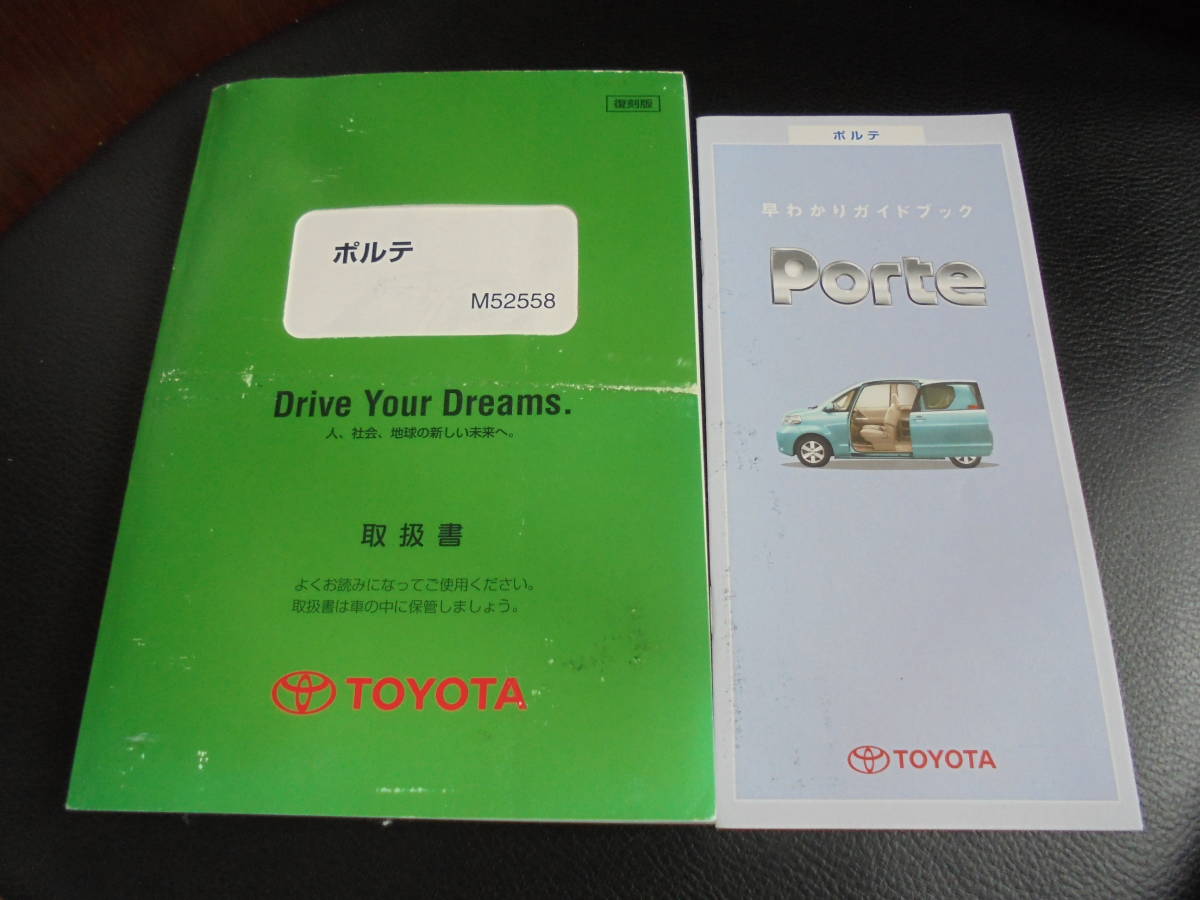 復刻版
ポルテ
M52558
Drive Your Dreams.
人、社会、地球の新しい未来へ。
取扱書
よくお読みになってご使用ください。
取扱書は車の中に保管しましょう。
TOYOTA
ポルテ
早わかりガイドブック
Porte
TOYOTA